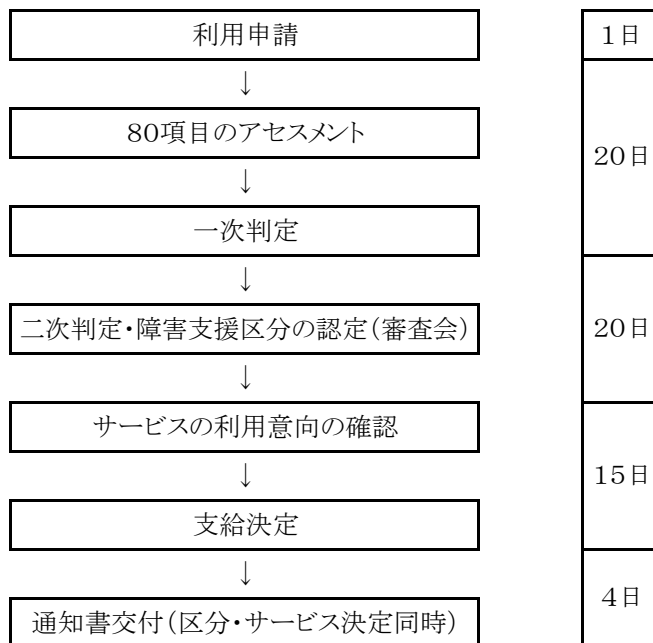 利用申請
1日
↓
80項目のアセスメント
20日
↓
一次判定
↓
二次判定・障害支援区分の認定(審査会)
20日
↓
サービスの利用意向の確認
15日
↓
支給決定
↓
4日
通知書交付(区分・サービス決定同時)